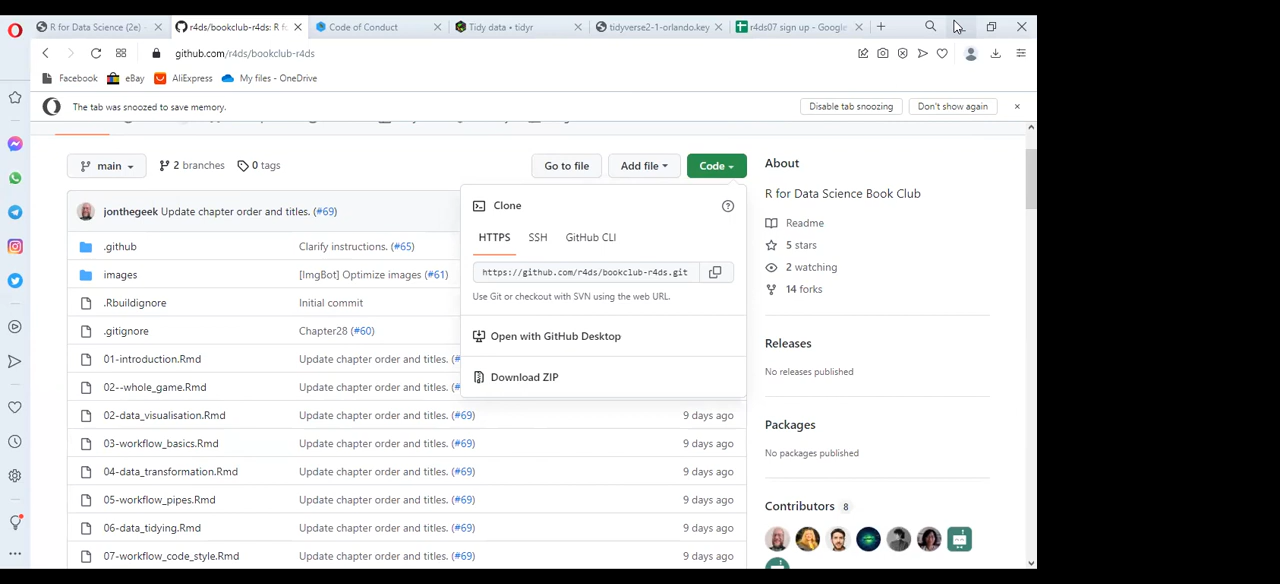 R for Data Science (2e)
r4ds/bookclub-r4ds: R f
Code of Conduct
Tidy data • tidyr
tidyverse2-1-orlando.key
r4ds07 sign up - Google
github.com/r4ds/bookclub-r4ds
Facebook
eBay
AliExpress
My files - OneDrive
The tab was snoozed to save memory.
Disable tab snoozing
Don't show again
main
2 branches
0 tags
Go to file
Add file
Code
jonthegeek Update chapter order and titles. (#69)
.github
Clarify instructions. (#65)
images
[ImgBot] Optimize images (#61)
.Rbuildignore
Initial commit
.gitignore
Chapter28 (#60)
01-introduction.Rmd
Update chapter order and titles. (#
02--whole_game.Rmd
Update chapter order and titles. (#
02-data_visualisation.Rmd
Update chapter order and titles. (#69)
9 days ago
03-workflow_basics.Rmd
Update chapter order and titles. (#69)
9 days ago
04-data_transformation.Rmd
Update chapter order and titles. (#69)
9 days ago
05-workflow_pipes.Rmd
Update chapter order and titles. (#69)
9 days ago
06-data_tidying.Rmd
Update chapter order and titles. (#69)
9 days ago
07-workflow_code_style.Rmd
Update chapter order and titles. (#69)
9 days ago
Clone
HTTPS
SSH
GitHub CLI
https://github.com/r4ds/bookclub-r4ds.git
Use Git or checkout with SVN using the web URL.
Open with GitHub Desktop
Download ZIP
About
R for Data Science Book Club
Readme
5 stars
2 watching
14 forks
Releases
No releases published
Packages
No packages published
Contributors 8